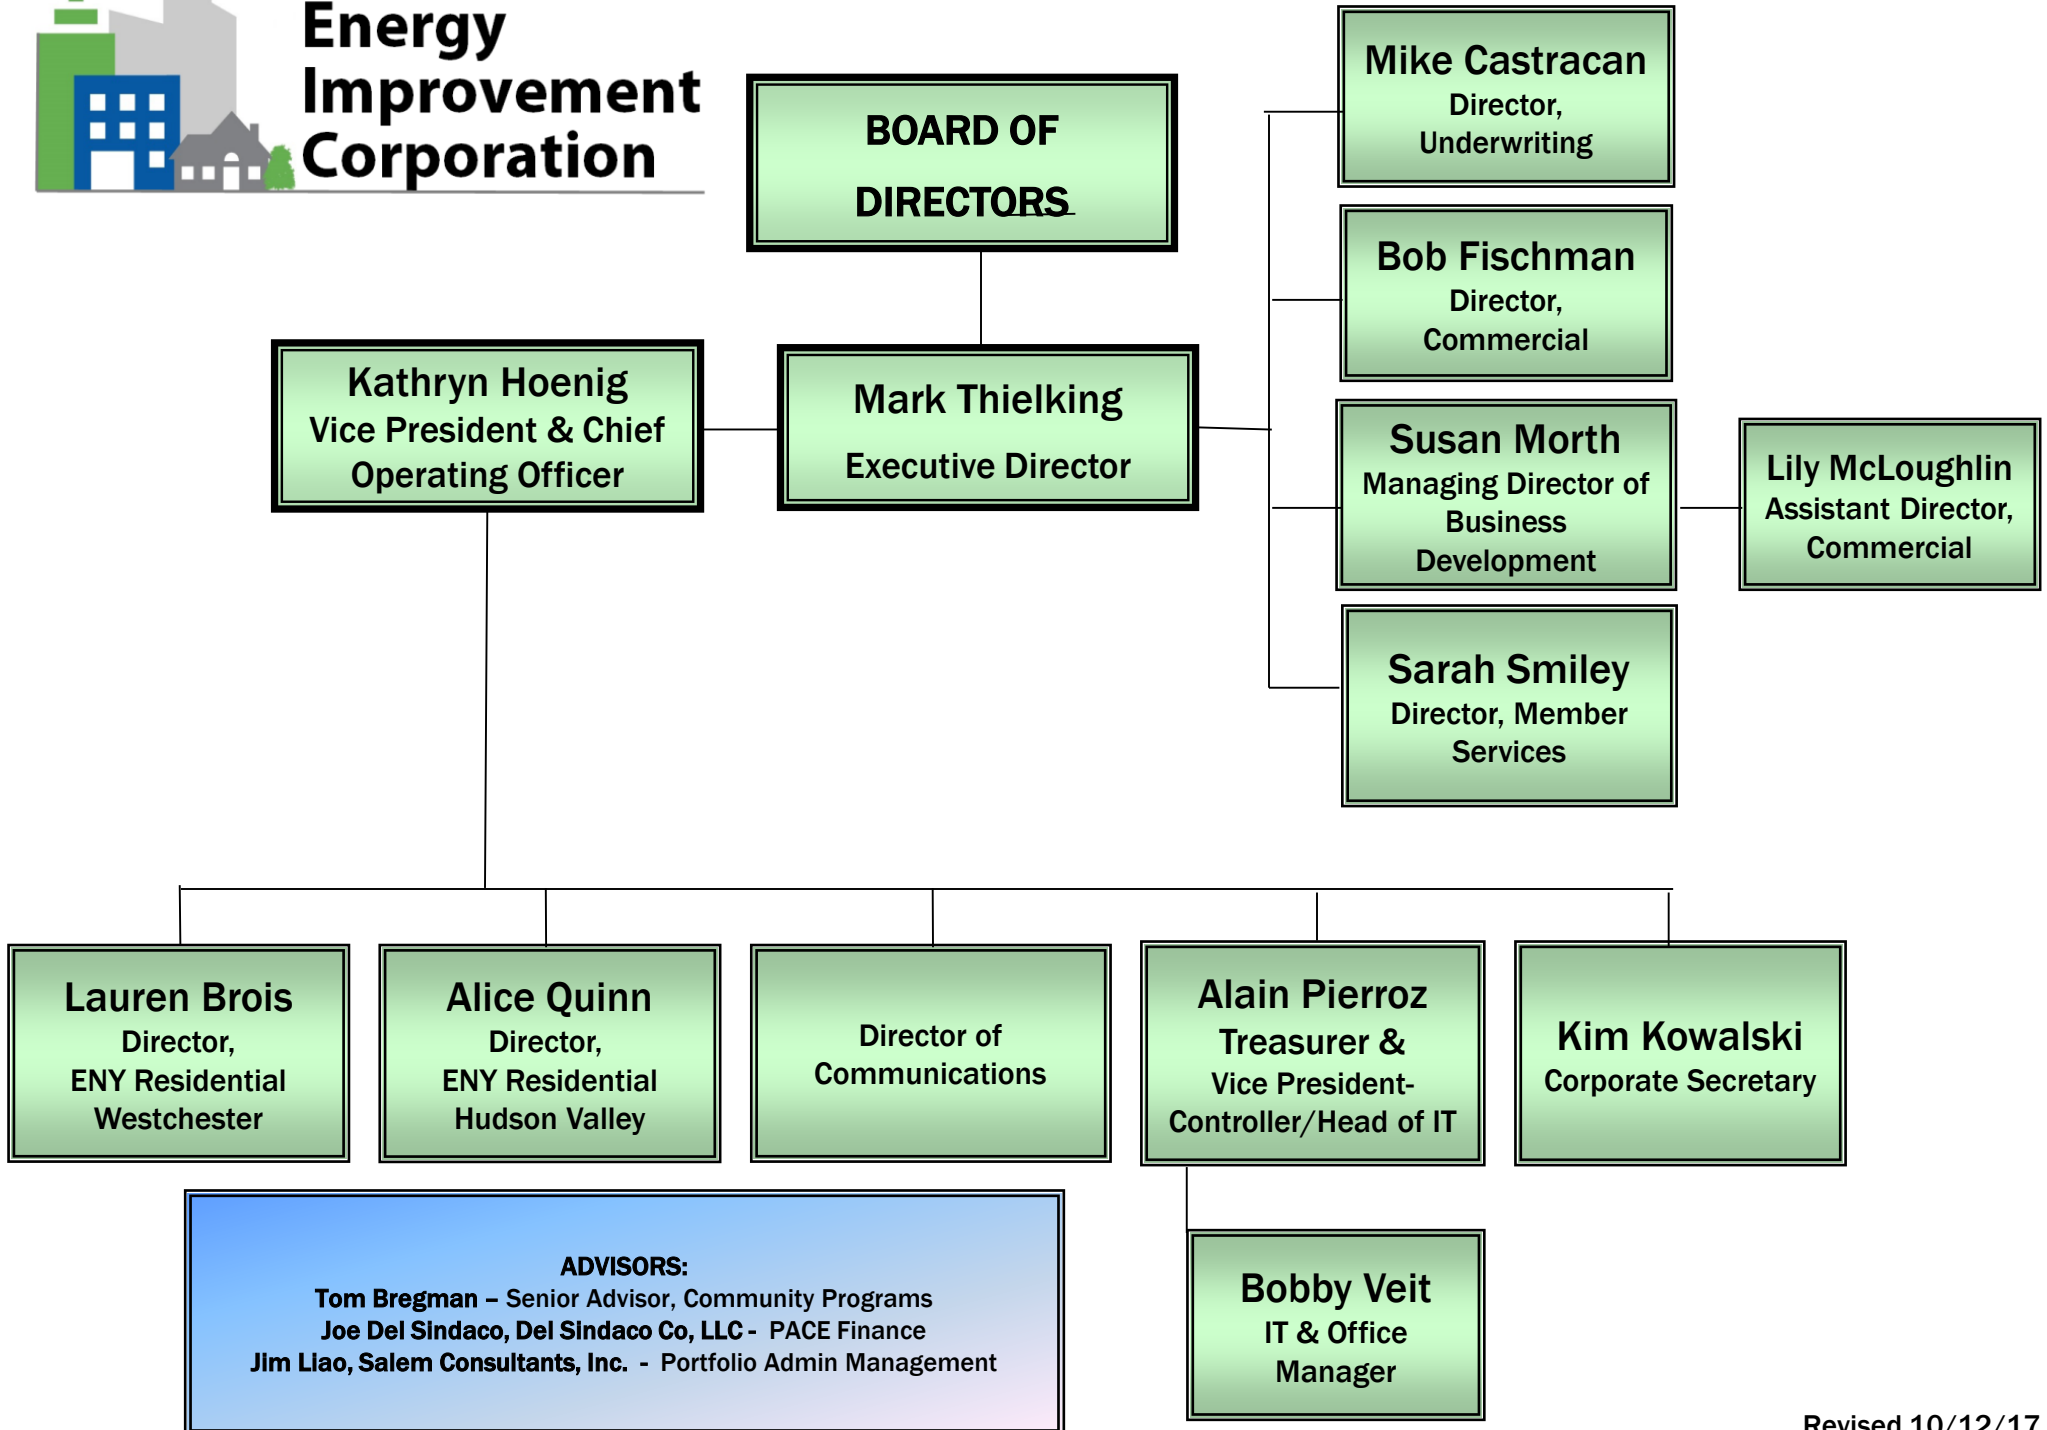 Energy
Improvement
Corporation
BOARD OF
DIRECTORS
Mike Castracan
Director,
Underwriting
Bob Fischman
Director,
Commercial
Kathryn Hoenig
Vice President & Chief
Operating Officer
Mark Thielking
Executive Director
Susan Morth
Managing Director of
Business
Development
Lily McLoughlin
Assistant Director,
Commercial
Sarah Smiley
Director, Member
Services
Lauren Brois
Director,
ENY Residential
Westchester
Alice Quinn
Director,
ENY Residential
Hudson Valley
Director of
Communications
Alain Pierroz
Treasurer &
Vice President-
Controller/Head of IT
Kim Kowalski
Corporate Secretary
ADVISORS:
Tom Bregman – Senior Advisor, Community Programs
Joe Del Sindaco, Del Sindaco Co, LLC - PACE Finance
Jim Liao, Salem Consultants, Inc. - Portfolio Admin Management
Bobby Veit
IT & Office
Manager
Revised 10/12/17